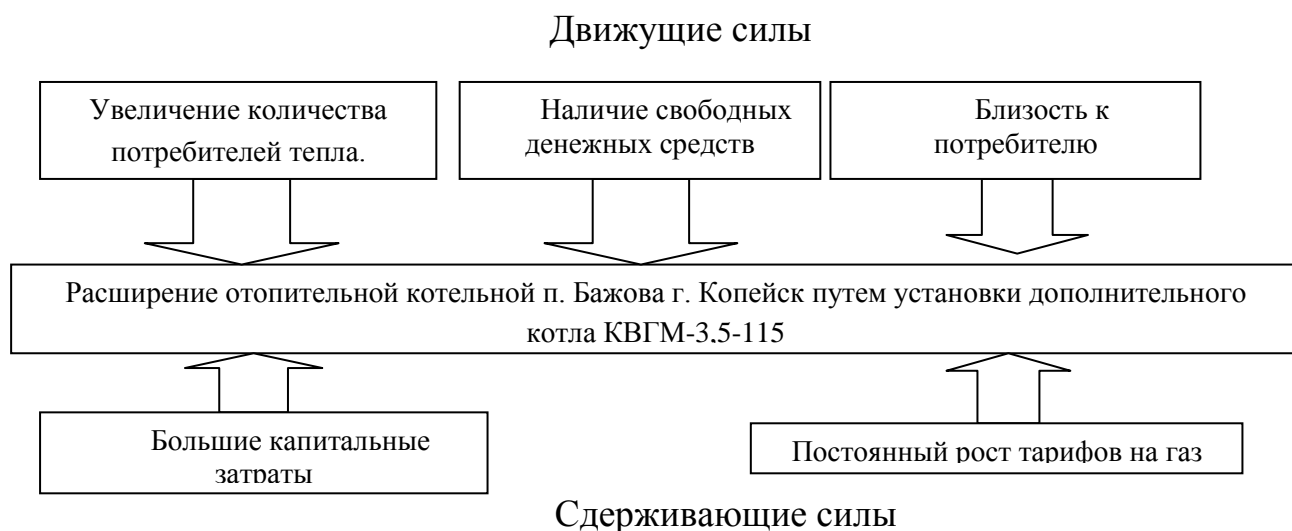 Движущие силы
Увеличение количества
потребителей тепла.
Наличие свободных
денежных средств
Близость к
потребителю
Расширение отопительной котельной п. Бажова г. Копейск путем установки дополнительного
котла КВГМ-3,5-115
Большие капитальные
затраты
Постоянный рост тарифов на газ
Сдерживающие силы